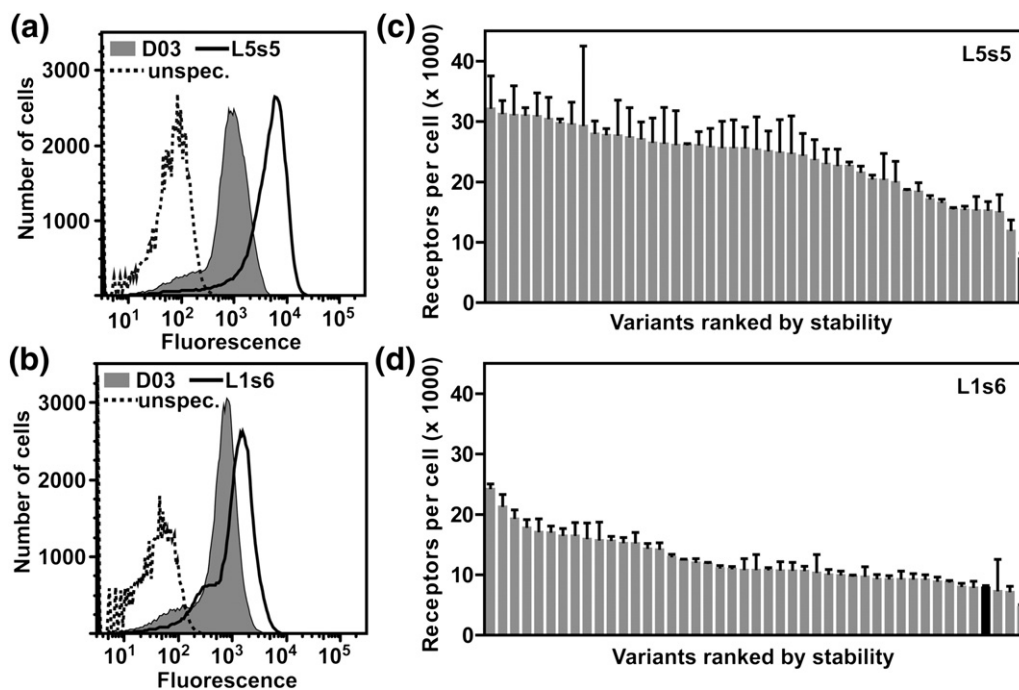 (a)
D03 L5s5
unspec.
Number of cells
3000
2000
1000
10¹ 10² 10³ 10⁴ 10⁵
Fluorescence
(c)
L5s5
Receptors per cell (x 1000)
40
30
20
10
0
Variants ranked by stability
(b)
D03 L1s6
unspec.
Number of cells
3000
2000
1000
10¹ 10² 10³ 10⁴ 10⁵
Fluorescence
(d)
L1s6
Receptors per cell (x 1000)
40
30
20
10
0
Variants ranked by stability